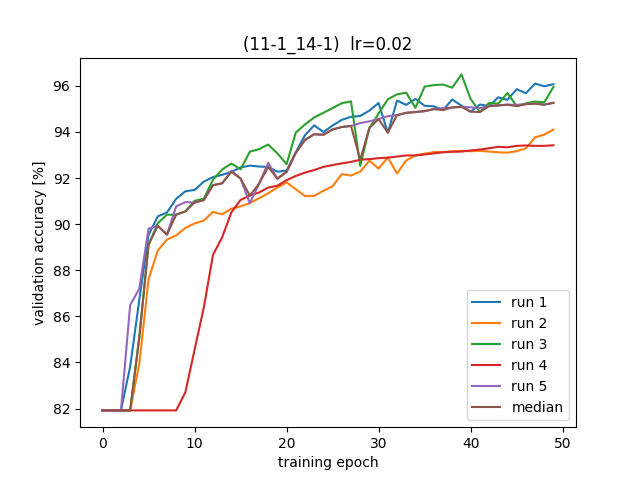 (11-1_14-1)  lr=0.02
validation accuracy [%]
96
94
92
90
88
86
84
82
0
10
20
30
40
50
training epoch
run 1
run 2
run 3
run 4
run 5
median